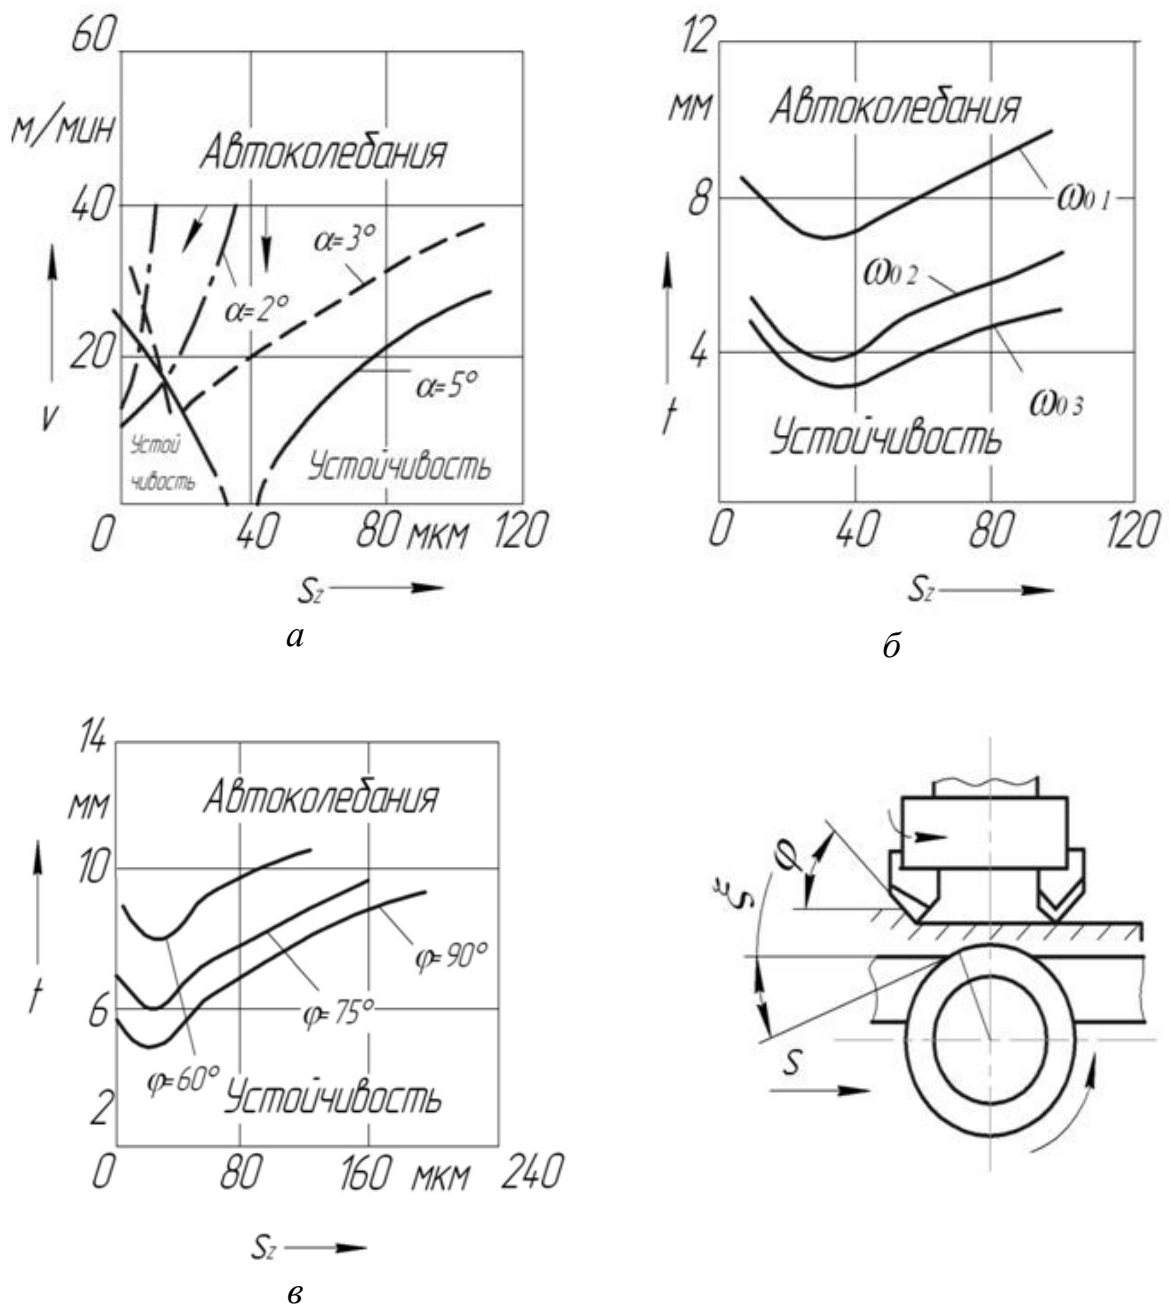 60
м/мин
Автоколебания
40
α=3°
α=2°
20
α=5°
V
Устой
чивость
Устойчивость
0
40
80
мкм
120
Sz
а
12
мм
Автоколебания
8
ω0 1
ω0 2
4
ω0 3
t
Устойчивость
0
40
80
120
Sz
б
14
мм
Автоколебания
10
φ=90°
t
6
φ=75°
φ=60°
2
Устойчивость
0
80
160
мкм
240
Sz
в
φ
ξ
S